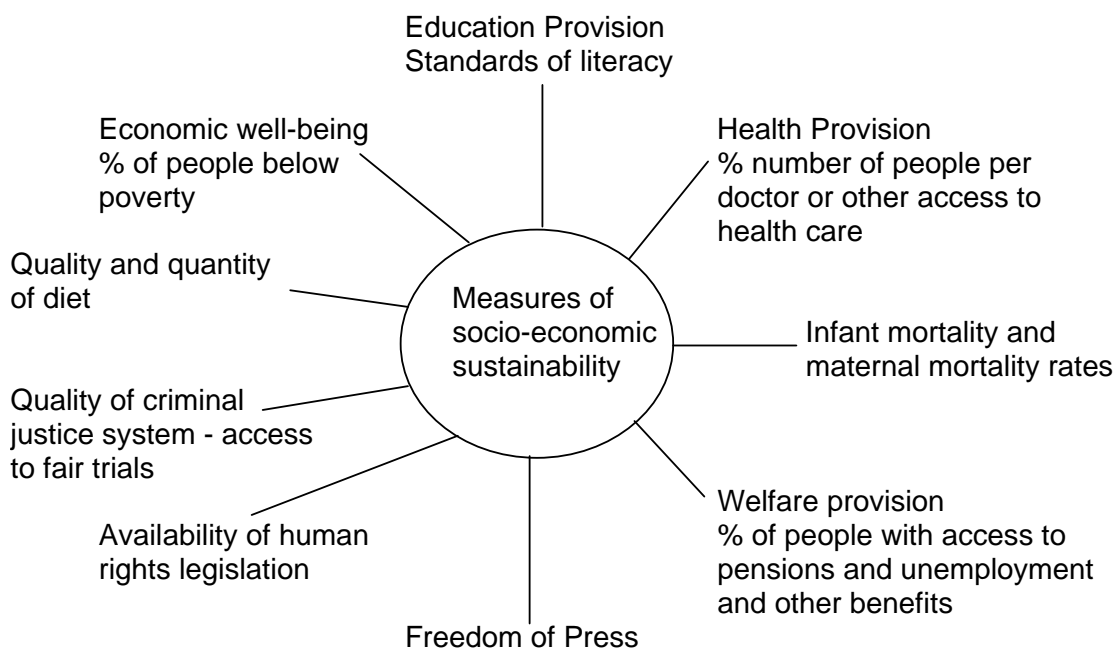 Education Provision
Standards of literacy
Economic well-being
% of people below
poverty
Health Provision
% number of people per
doctor or other access to
health care
Quality and quantity
of diet
Measures of
socio-economic
sustainability
Infant mortality and
maternal mortality rates
Quality of criminal
justice system - access
to fair trials
Availability of human
rights legislation
Welfare provision
% of people with access to
pensions and unemployment
and other benefits
Freedom of Press